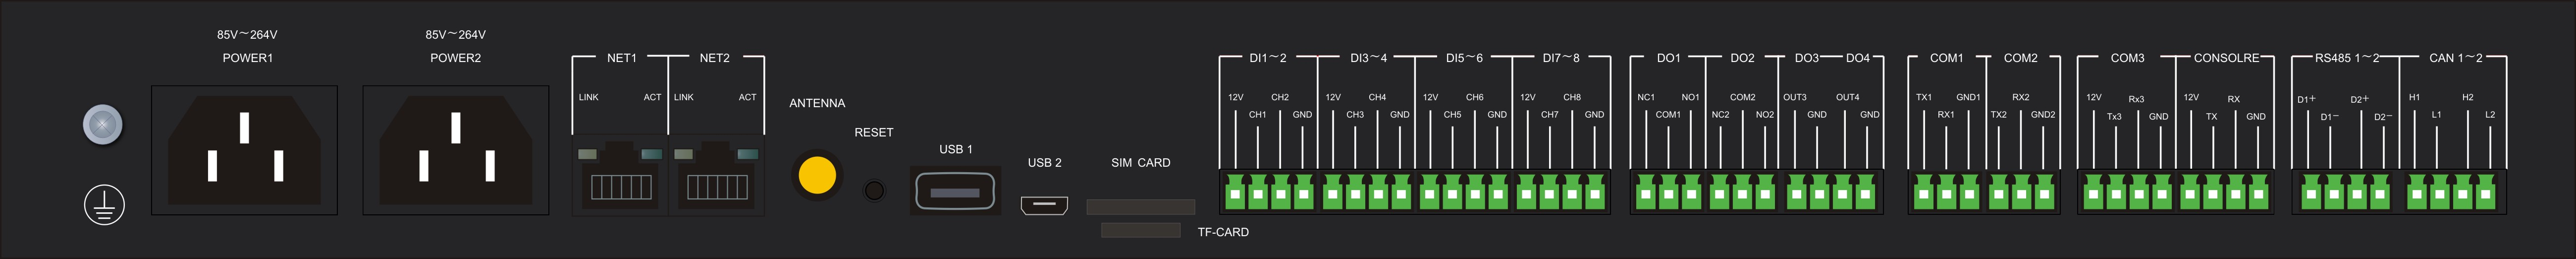 85V～264V
POWER1
85V～264V
POWER2
NET1
LINK ACT
NET2
LINK ACT
ANTENNA
RESET
USB 1
USB 2
SIM CARD
TF-CARD
DI1～2
12V CH2
CH1 GND
DI3～4
12V CH4
CH3 GND
DI5～6
12V CH6
CH5 GND
DI7～8
12V CH8
CH7 GND
DO1
NC1 NO1
COM1
DO2
COM2
NC2 NO2
DO3 DO4
OUT3 OUT4
GND GND
COM1
TX1 GND1
RX1
COM2
RX2
TX2 GND2
COM3
12V Rx3
Tx3 GND
CONSOLRE
12V RX
TX GND
RS485 1～2
D1+ D2+
D1− D2−
CAN 1～2
H1 H2
L1 L2